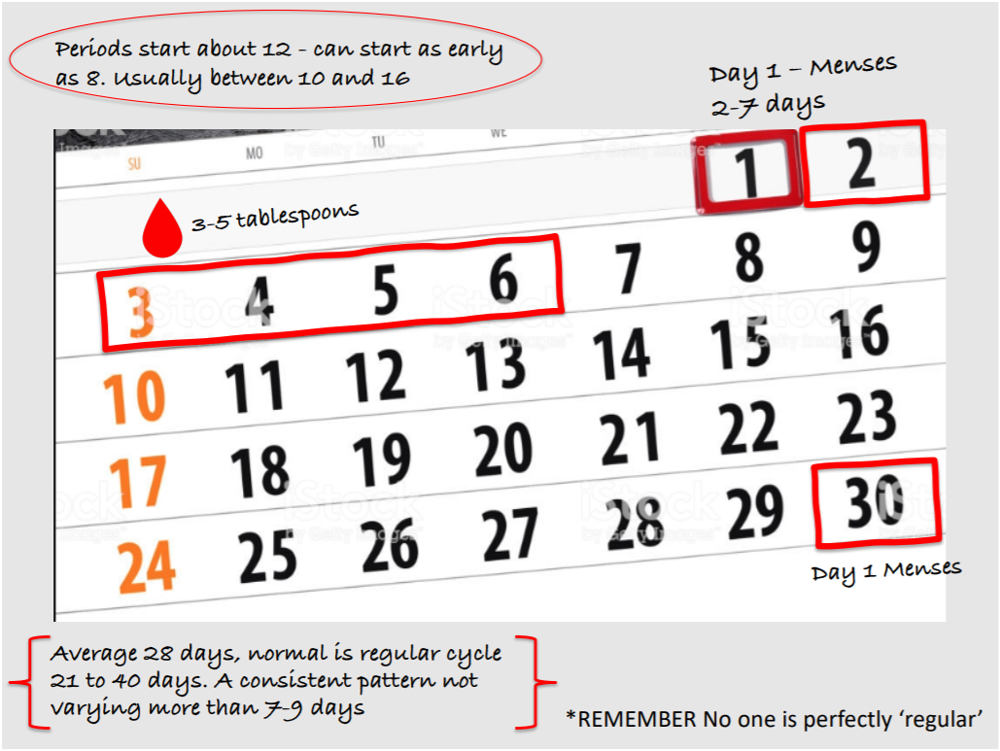 Periods start about 12 - can start as early
as 8. Usually between 10 and 16
Day 1 – Menses
2-7 days
SU MO TU WE
1 2
3-5 tablespoons
3 4 5 6 7 8 9
10 11 12 13 14 15 16
17 18 19 20 21 22 23
24 25 26 27 28 29 30
iStock
by Getty Images™
Day 1 Menses
Average 28 days, normal is regular cycle
21 to 40 days. A consistent pattern not
varying more than 7-9 days
*REMEMBER No one is perfectly ‘regular’